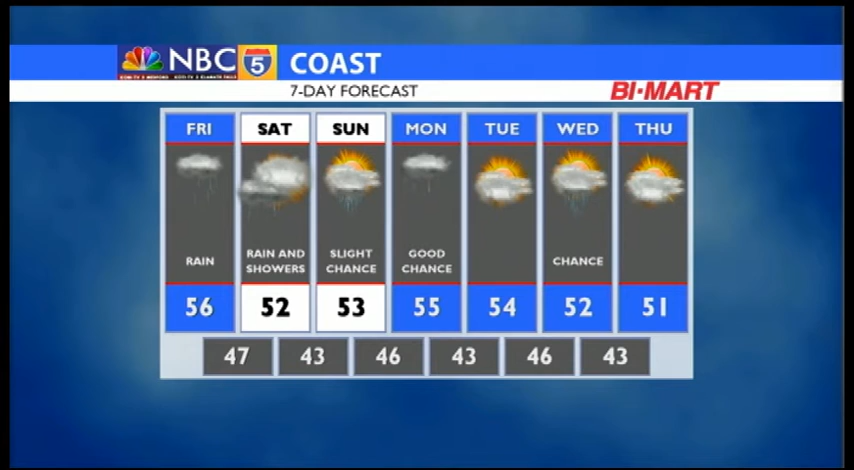 NBC 5 COAST
7-DAY FORECAST BI-MART
FRI SAT SUN MON TUE WED THU
RAIN RAIN AND SHOWERS SLIGHT CHANCE GOOD CHANCE CHANCE
56 52 53 55 54 52 51
47 43 46 43 46 43